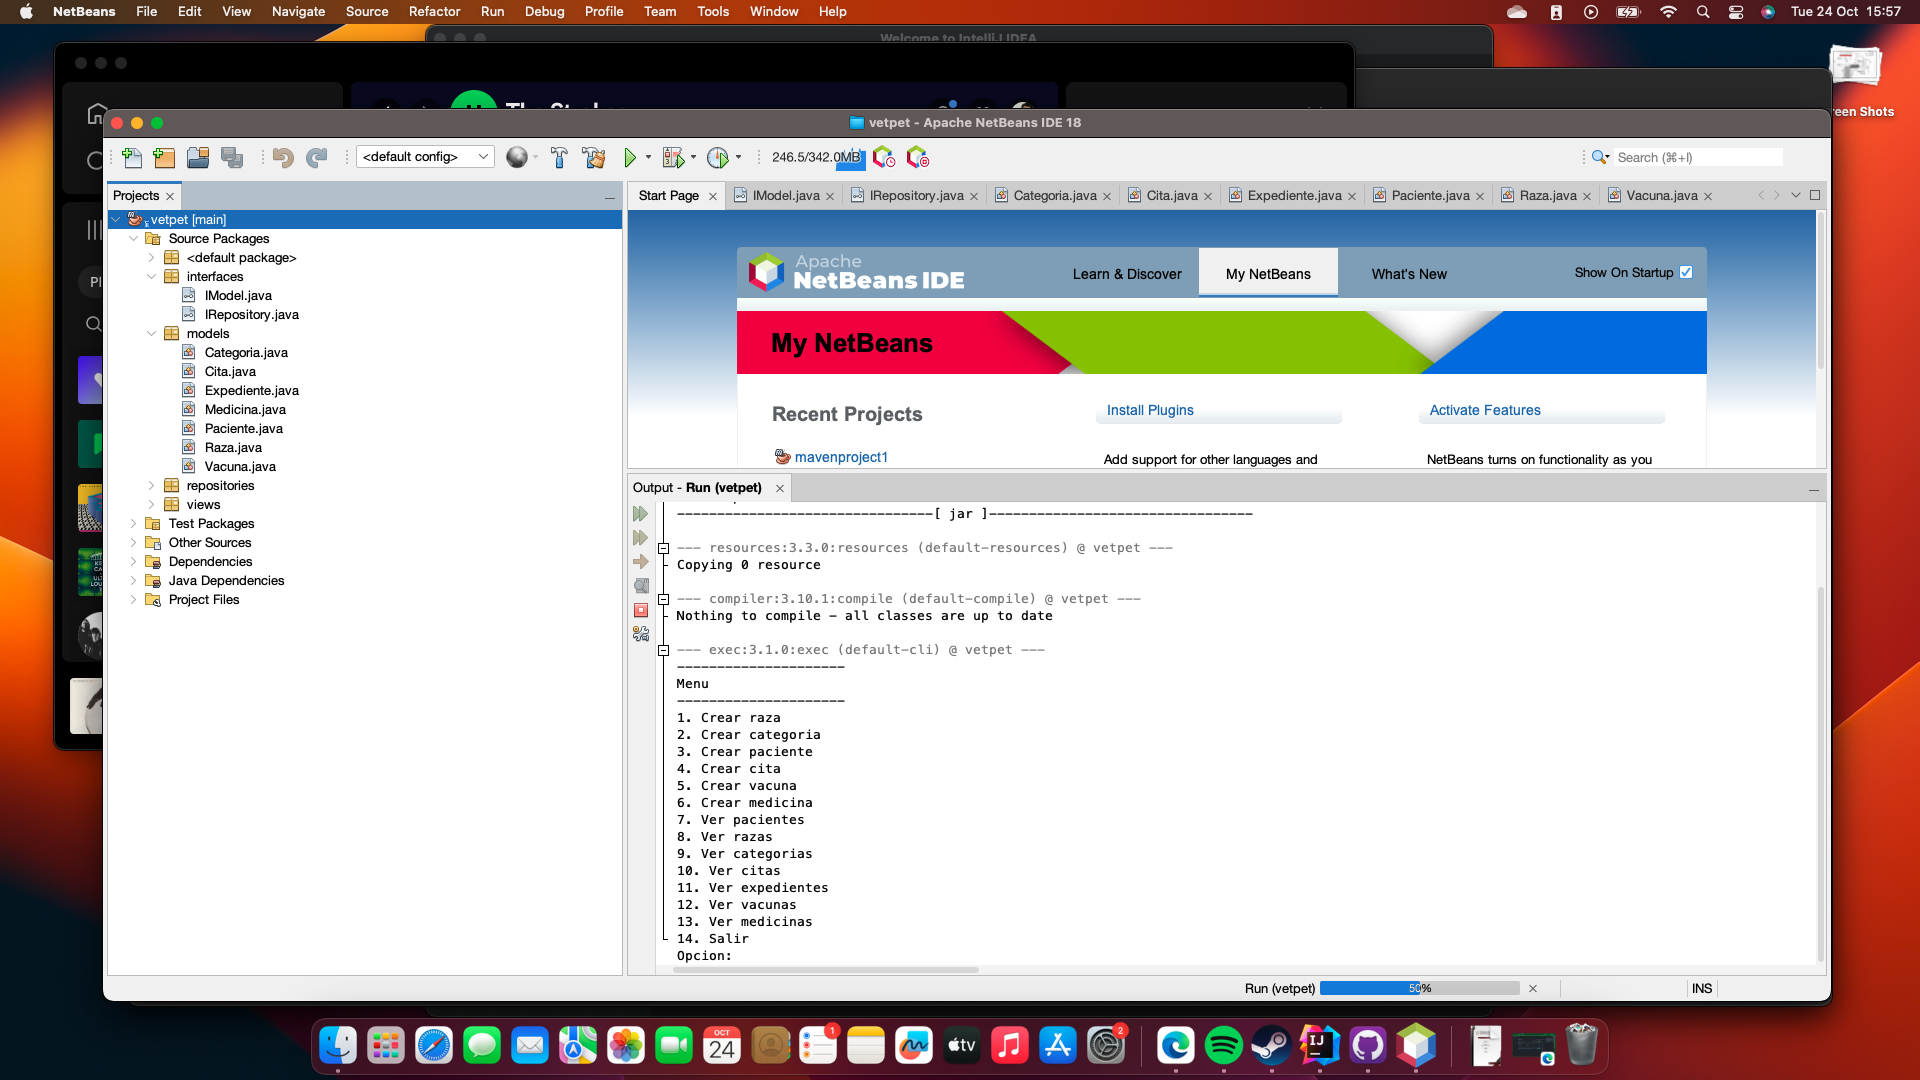 NetBeans File Edit View Navigate Source Refactor Run Debug Profile Team Tools Window Help
Tue 24 Oct 15:57
Welcome to IntelliJ IDEA
vetpet - Apache NetBeans IDE 18
<default config>
246.5/342.0MB
Search (⌘+I)
Projects
Start Page
IModel.java
IRepository.java
Categoria.java
Cita.java
Expediente.java
Paciente.java
Raza.java
Vacuna.java
vetpet [main]
Source Packages
<default package>
interfaces
IModel.java
IRepository.java
models
Categoria.java
Cita.java
Expediente.java
Medicina.java
Paciente.java
Raza.java
Vacuna.java
repositories
views
Test Packages
Other Sources
Dependencies
Java Dependencies
Project Files
Apache
NetBeans IDE
Learn & Discover
My NetBeans
What's New
Show On Startup
My NetBeans
Recent Projects
Install Plugins
Activate Features
mavenproject1
Add support for other languages and
NetBeans turns on functionality as you
Output - Run (vetpet)
--------------------------------[ jar ]---------------------------------
--- resources:3.3.0:resources (default-resources) @ vetpet ---
Copying 0 resource
--- compiler:3.10.1:compile (default-compile) @ vetpet ---
Nothing to compile - all classes are up to date
--- exec:3.1.0:exec (default-cli) @ vetpet ---
---------------------
Menu
---------------------
1. Crear raza
2. Crear categoria
3. Crear paciente
4. Crear cita
5. Crear vacuna
6. Crear medicina
7. Ver pacientes
8. Ver razas
9. Ver categorias
10. Ver citas
11. Ver expedientes
12. Ver vacunas
13. Ver medicinas
14. Salir
Opcion:
Run (vetpet)
50%
INS
OCT
24
1
tv
2
IJ